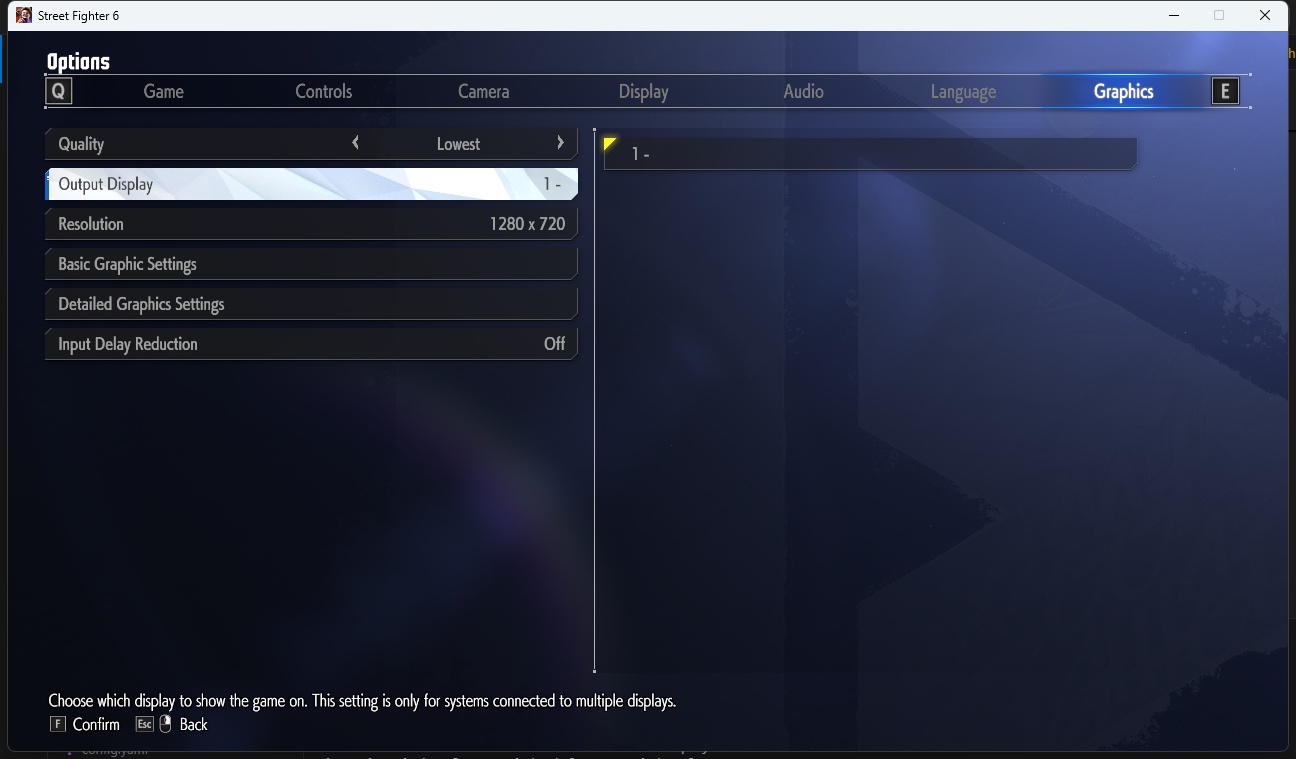 Street Fighter 6
Options
Q Game Controls Camera Display Audio Language Graphics E
Quality Lowest
Output Display 1 -
Resolution 1280 x 720
Basic Graphic Settings
Detailed Graphics Settings
Input Delay Reduction Off
1 -
Choose which display to show the game on. This setting is only for systems connected to multiple displays.
F Confirm Esc Back